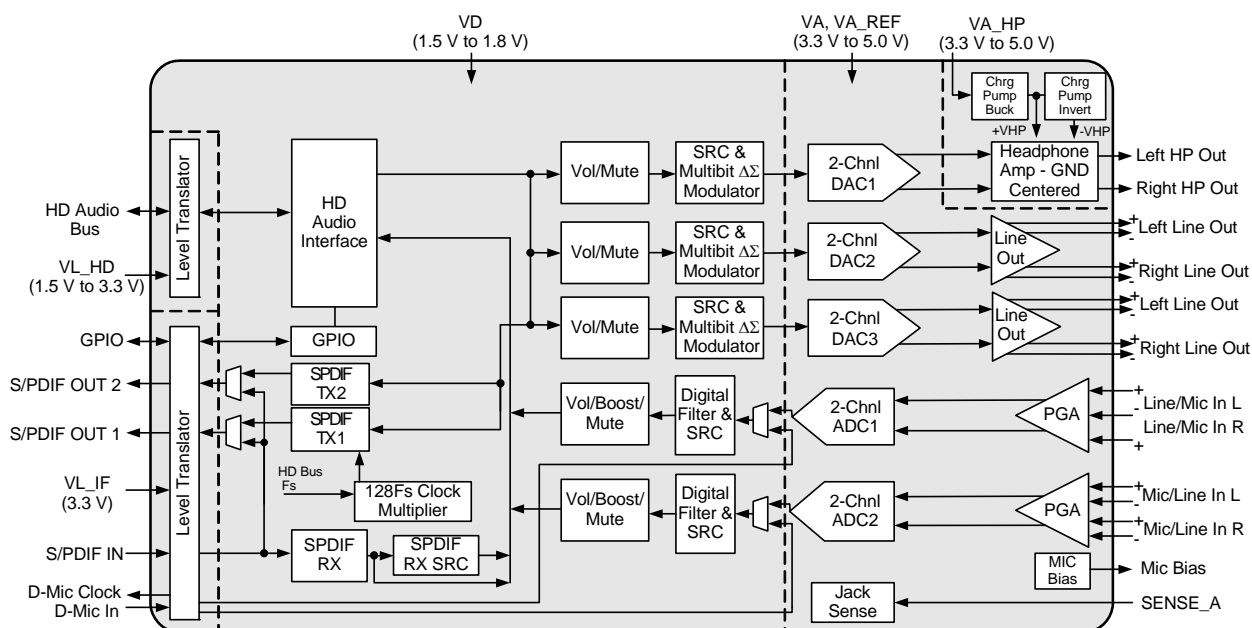 VD
(1.5 V to 1.8 V)
VA, VA_REF
(3.3 V to 5.0 V)
VA_HP
(3.3 V to 5.0 V)
Chrg
Pump
Buck
Chrg
Pump
Invert
+VHP
-VHP
Level Translator
HD
Audio
Interface
Vol/Mute
SRC &
Multibit ΔΣ
Modulator
2-Chnl
DAC1
Headphone
Amp - GND
Centered
Left HP Out
Right HP Out
HD Audio
Bus
VL_HD
(1.5 V to 3.3 V)
Vol/Mute
SRC &
Multibit ΔΣ
Modulator
2-Chnl
DAC2
Line
Out
+
-
Left Line Out
+
-
Right Line Out
Vol/Mute
SRC &
Multibit ΔΣ
Modulator
2-Chnl
DAC3
Line
Out
+
-
Left Line Out
+
-
Right Line Out
GPIO
GPIO
S/PDIF OUT 2
SPDIF
TX2
S/PDIF OUT 1
SPDIF
TX1
Level Translator
Vol/Boost/
Mute
Digital
Filter &
SRC
2-Chnl
ADC1
PGA
+
-
Line/Mic In L
Line/Mic In R
+
VL_IF
(3.3 V)
HD Bus
Fs
128Fs Clock
Multiplier
Vol/Boost/
Mute
Digital
Filter &
SRC
2-Chnl
ADC2
PGA
+
-
Mic/Line In L
+
-
Mic/Line In R
S/PDIF IN
SPDIF
RX
SPDIF
RX SRC
MIC
Bias
Mic Bias
D-Mic Clock
D-Mic In
Jack
Sense
SENSE_A